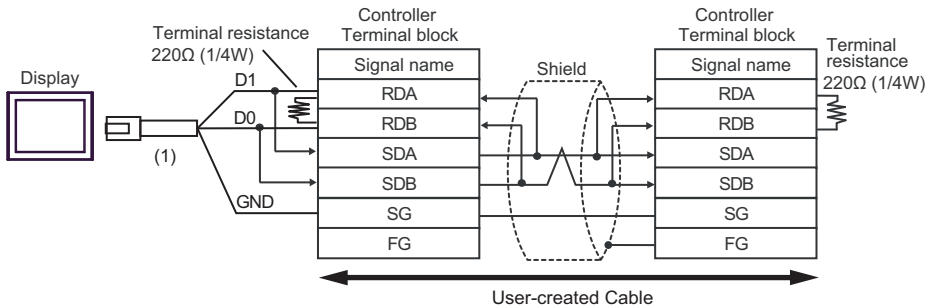 Controller
Terminal block
Controller
Terminal block
Terminal resistance
220Ω (1/4W)
Terminal
resistance
220Ω (1/4W)
Display
Signal name
Shield
Signal name
D1
RDA
RDA
D0
RDB
RDB
(1)
SDA
SDA
SDB
SDB
GND
SG
SG
FG
FG
User-created Cable